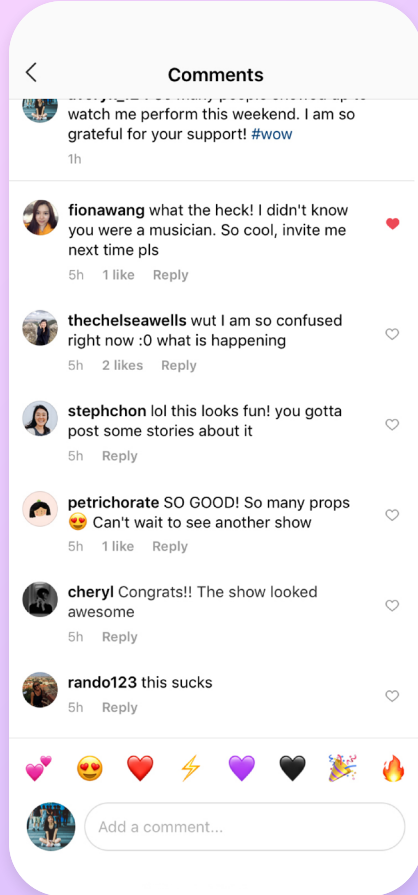 Comments
watch me perform this weekend. I am so
grateful for your support! #wow
1h
fionawang what the heck! I didn't know
you were a musician. So cool, invite me
next time pls
5h 1 like Reply
thechelseawells wut I am so confused
right now :0 what is happening
5h 2 likes Reply
stephchon lol this looks fun! you gotta
post some stories about it
5h Reply
petrichorate SO GOOD! So many props
😍 Can't wait to see another show
5h 1 like Reply
cheryl Congrats!! The show looked
awesome
5h Reply
rando123 this sucks
5h Reply
💕 😍 ❤️ ⚡ 💜 🖤 🎉 🔥
Add a comment...